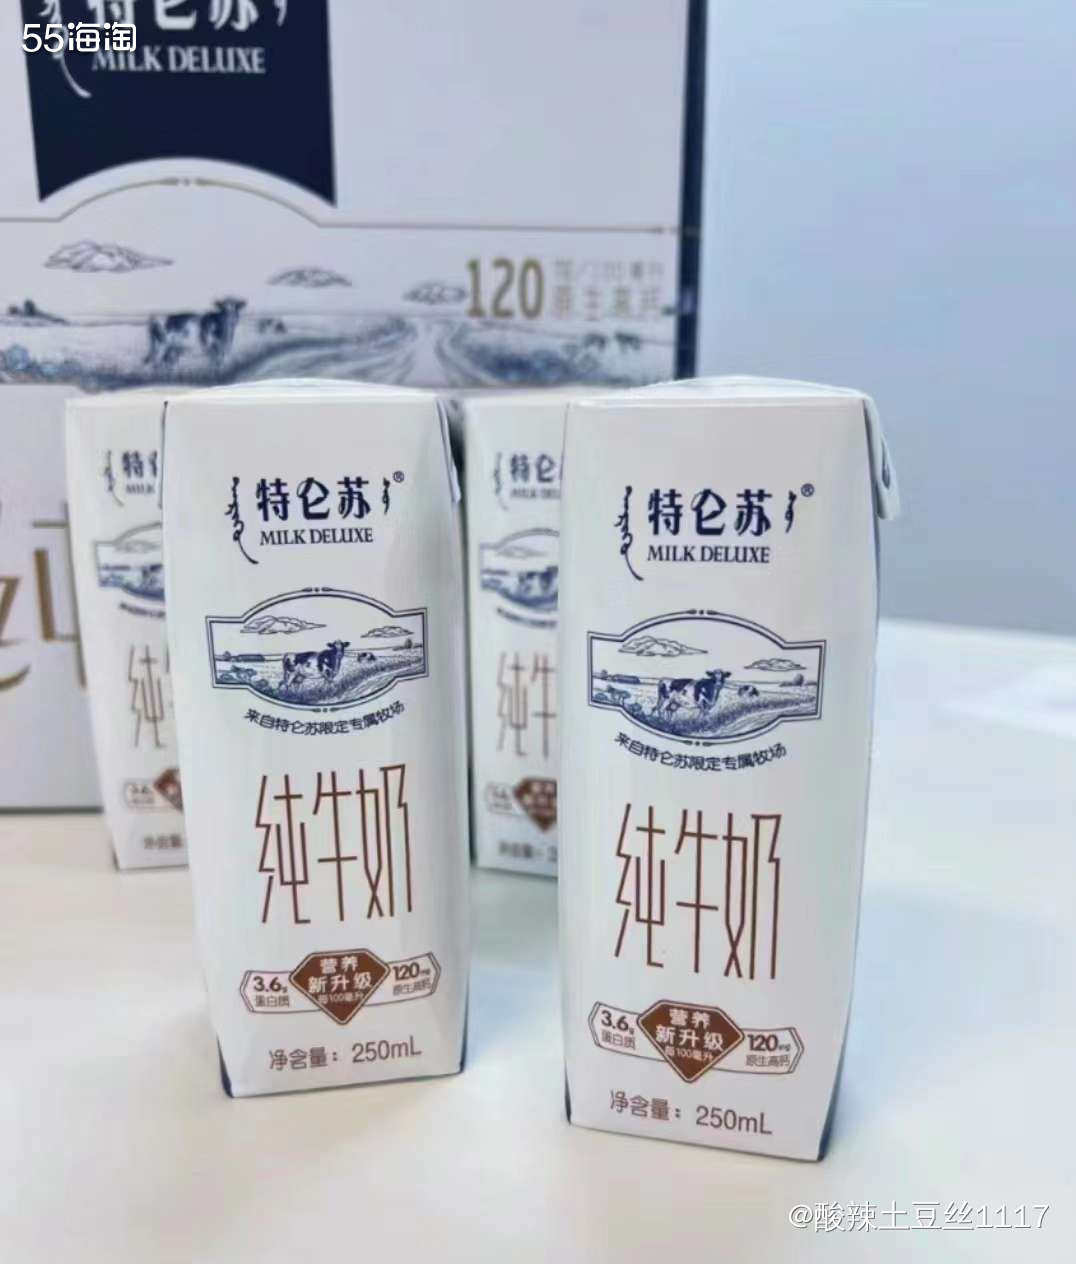 55海淘
特仑苏
MILK DELUXE
120
原生高钙
特仑苏®
MILK DELUXE
来自特仑苏限定专属牧场
纯牛奶
3.6g
蛋白质
营养
新升级
每100毫升
120mg
原生高钙
净含量：250mL
特仑苏®
MILK DELUXE
来自特仑苏限定专属牧场
纯牛奶
3.6g
蛋白质
营养
新升级
每100毫升
120mg
原生高钙
净含量：250mL
@酸辣土豆丝1117